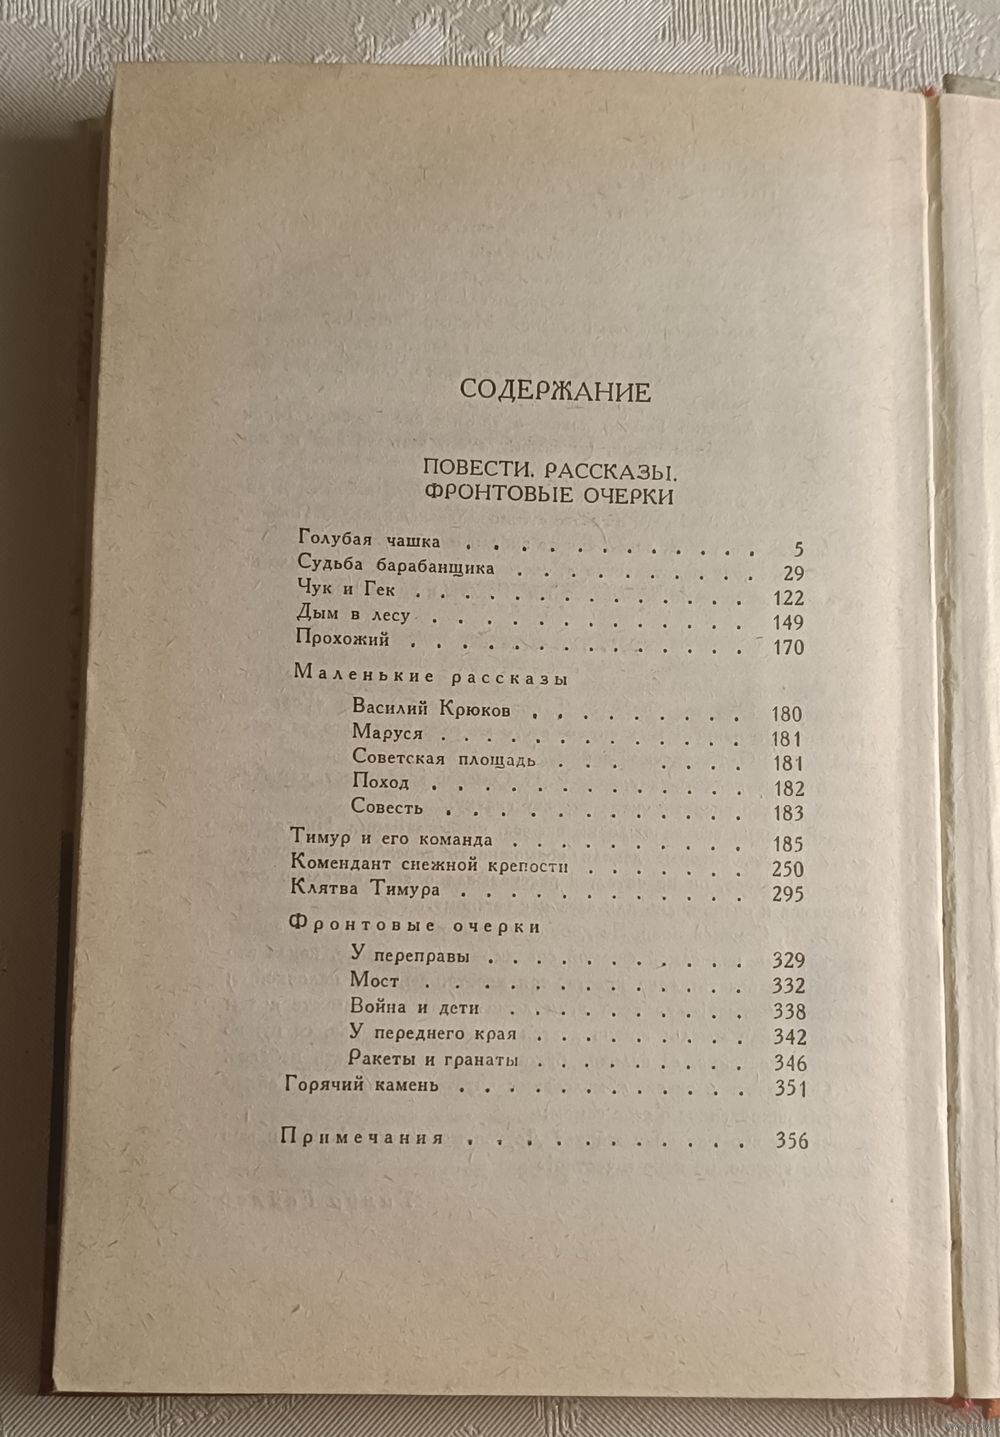 СОДЕРЖАНИЕ
ПОВЕСТИ. РАССКАЗЫ.
ФРОНТОВЫЕ ОЧЕРКИ
Голубая чашка . . . . . . . . . . . 5
Судьба барабанщика . . . . . . . . . . 29
Чук и Гек . . . . . . . . . . . . . 122
Дым в лесу . . . . . . . . . . . . . 149
Прохожий . . . . . . . . . . . . . 170
Маленькие рассказы
Василий Крюков . . . . . . . . . 180
Маруся . . . . . . . . . . . . . 181
Советская площадь . . . . . . . 181
Поход . . . . . . . . . . . . 182
Совесть . . . . . . . . . . . 183
Тимур и его команда . . . . . . . . . . 185
Комендант снежной крепости . . . . . . . 250
Клятва Тимура . . . . . . . . . . . . 295
Фронтовые очерки
У переправы . . . . . . . . . . . 329
Мост . . . . . . . . . . . . . 332
Война и дети . . . . . . . . . . 338
У переднего края . . . . . . . . . 342
Ракеты и гранаты . . . . . . . . . 346
Горячий камень . . . . . . . . . . . . 351
Примечания . . . . . . . . . . 356